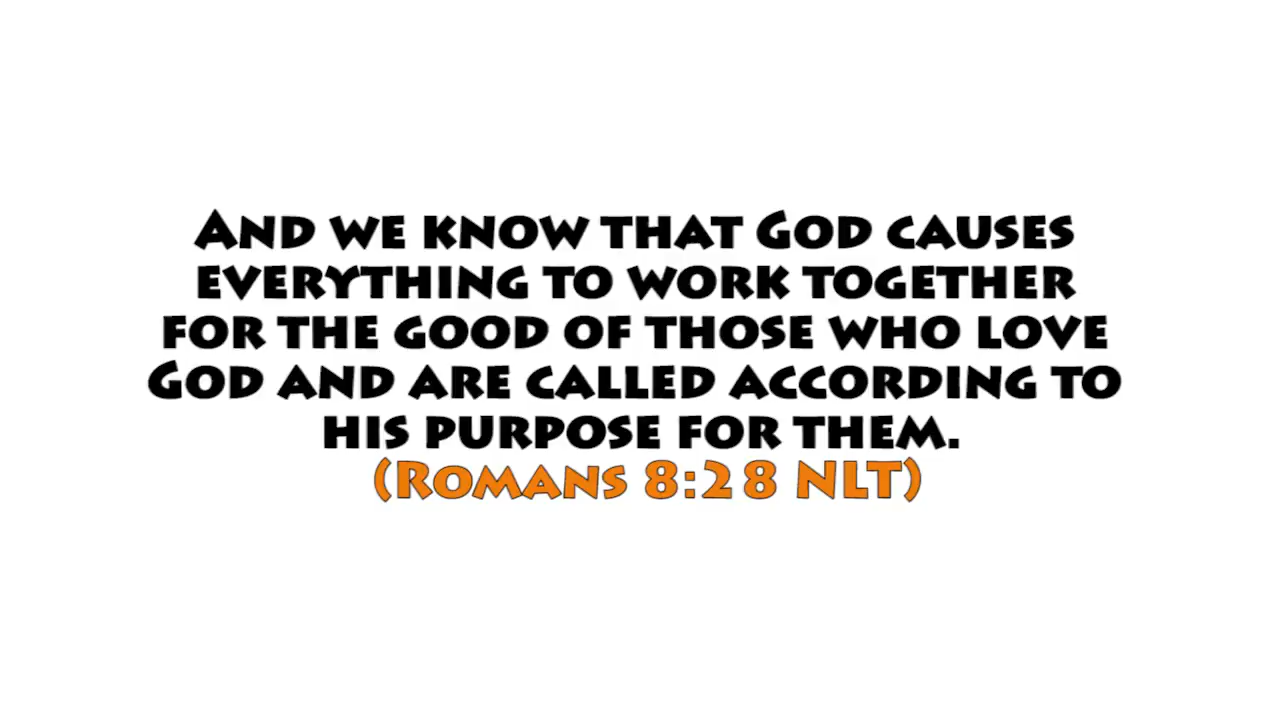 And we know that God causes
everything to work together
for the good of those who love
God and are called according to
his purpose for them.
(Romans 8:28 NLT)